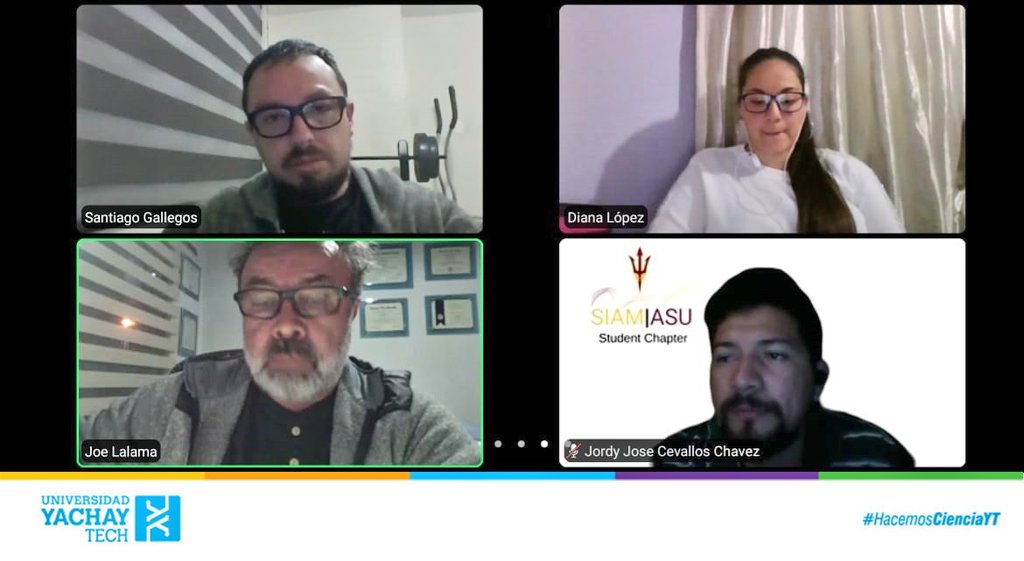 Santiago Gallegos
Diana López
SIAM|ASU
Student Chapter
Joe Lalama
Jordy Jose Cevallos Chavez
UNIVERSIDAD
YACHAY
TECH
#HacemosCienciaYT